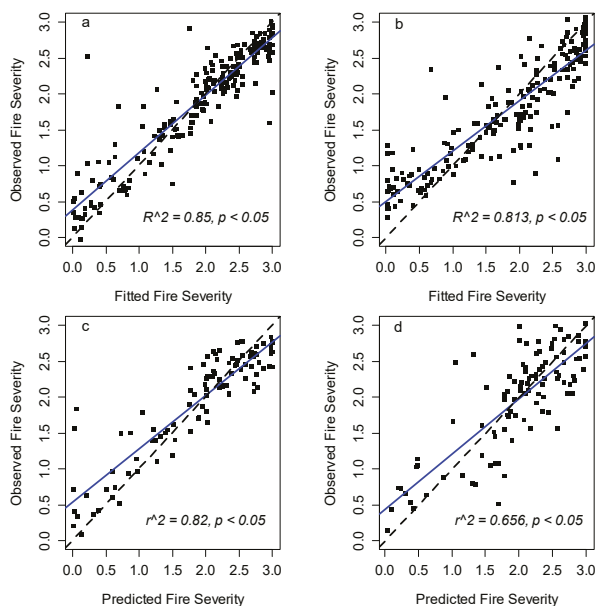 a
Observed Fire Severity
3.0
2.5
2.0
1.5
1.0
0.5
0.0
R^2 = 0.85, p < 0.05
0.0 0.5 1.0 1.5 2.0 2.5 3.0
Fitted Fire Severity
b
Observed Fire Severity
3.0
2.5
2.0
1.5
1.0
0.5
0.0
R^2 = 0.813, p < 0.05
0.0 0.5 1.0 1.5 2.0 2.5 3.0
Fitted Fire Severity
c
Observed Fire Severity
3.0
2.5
2.0
1.5
1.0
0.5
0.0
r^2 = 0.82, p < 0.05
0.0 0.5 1.0 1.5 2.0 2.5 3.0
Predicted Fire Severity
d
Observed Fire Severity
3.0
2.5
2.0
1.5
1.0
0.5
0.0
r^2 = 0.656, p < 0.05
0.0 0.5 1.0 1.5 2.0 2.5 3.0
Predicted Fire Severity